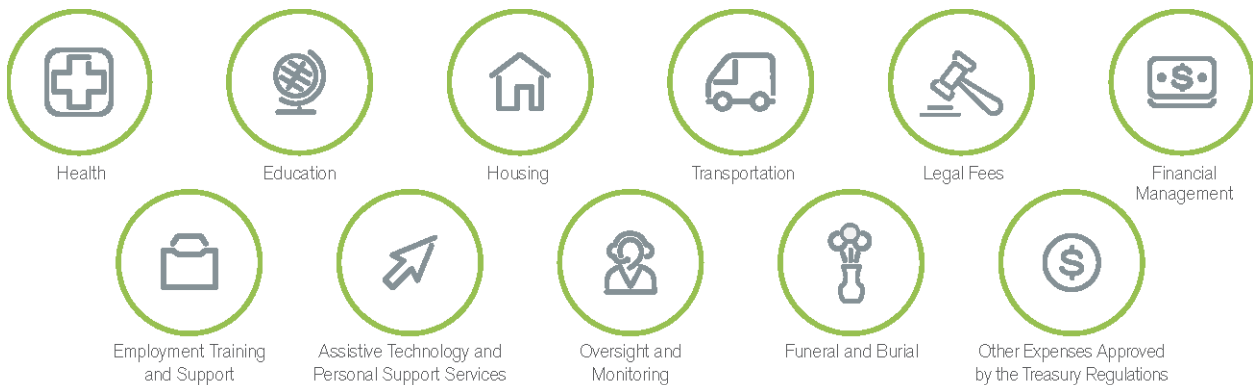 Health
Education
Housing
Transportation
Legal Fees
Financial
Management
Employment Training
and Support
Assistive Technology and
Personal Support Services
Oversight and
Monitoring
Funeral and Burial
Other Expenses Approved
by the Treasury Regulations
$
$